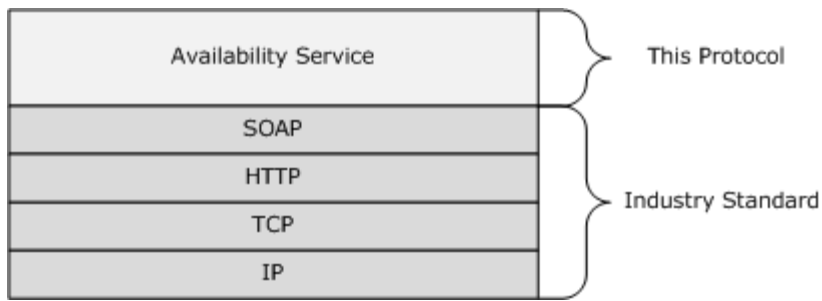 Availability Service
This Protocol
SOAP
HTTP
TCP
IP
Industry Standard